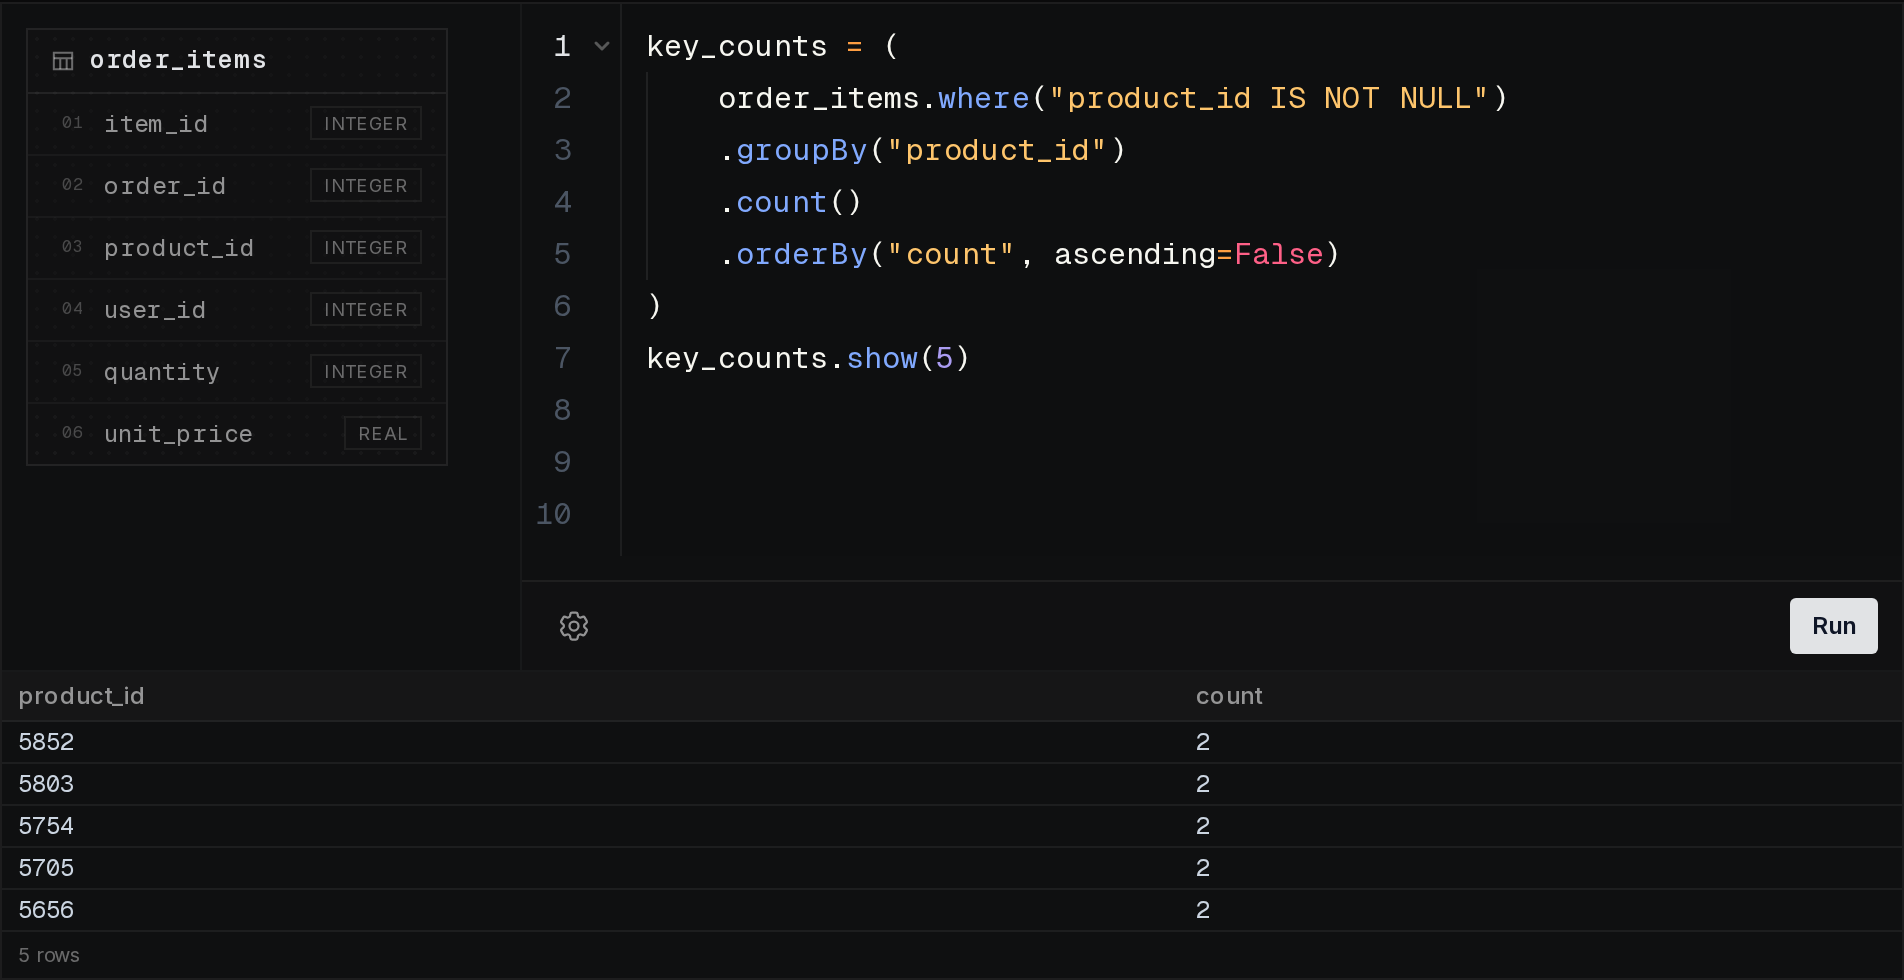 order_items
01 item_id INTEGER
02 order_id INTEGER
03 product_id INTEGER
04 user_id INTEGER
05 quantity INTEGER
06 unit_price REAL
1 key_counts = (
2 order_items.where("product_id IS NOT NULL")
3 .groupBy("product_id")
4 .count()
5 .orderBy("count", ascending=False)
6 )
7 key_counts.show(5)
8
9
10
Run
product_id count
5852 2
5803 2
5754 2
5705 2
5656 2
5 rows